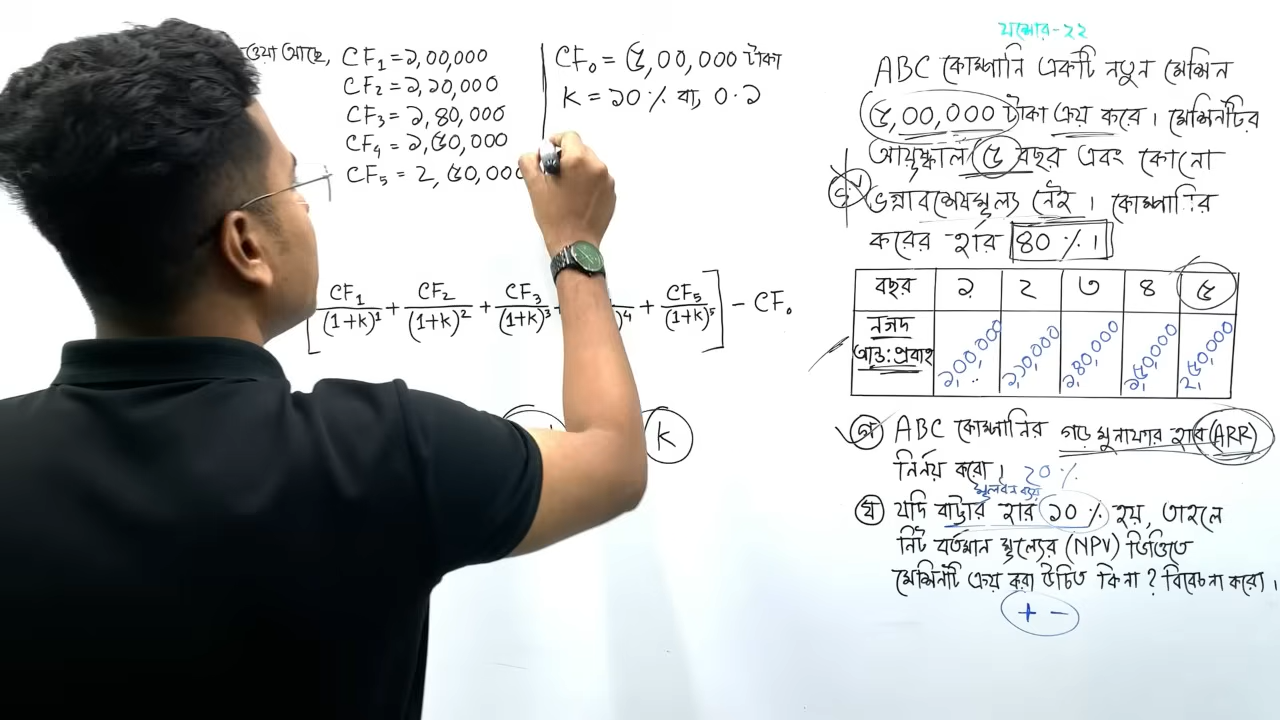 ওয়া আছে, CF₁ = ১,০০,০০০
CF₂ = ১,১০,০০০
CF₃ = ১,৪০,০০০
CF₄ = ১,৫০,০০০
CF₅ = ২,৫০,০০০
CF₀ = ৫,০০,০০০ টাকা
K = ১০% বা, ০.১
[CF₁/(1+k)¹ + CF₂/(1+k)² + CF₃/(1+k)³ + )⁴ + CF₅/(1+k)⁵] − CF₀
K
যশোর-২২
ABC কোম্পানি একটি নতুন মেশিন
৫,০০,০০০ টাকা ক্রয় করে। মেশিনটির
আয়ুষ্কাল ৫ বছর এবং কোনো
ভগ্নাবশেষমূল্য নেই। কোম্পানির
করের হার ৪০%।
বছর ১ ২ ৩ ৪ ৫
নগদ
আন্ত:প্রবাহ ১,০০,০০০ ১,১০,০০০ ১,৪০,০০০ ১,৫০,০০০ ২,৫০,০০০
গ ABC কোম্পানির গড় মুনাফার হার (ARR)
নির্ণয় করো। ২০%
মূলধন ব্যয়
ঘ যদি বাট্টার হার ১০% হয়, তাহলে
নিট বর্তমান মূল্যের (NPV) ভিত্তিতে
মেশিনটি ক্রয় করা উচিত কি না? বিবেচনা করো।
+ −